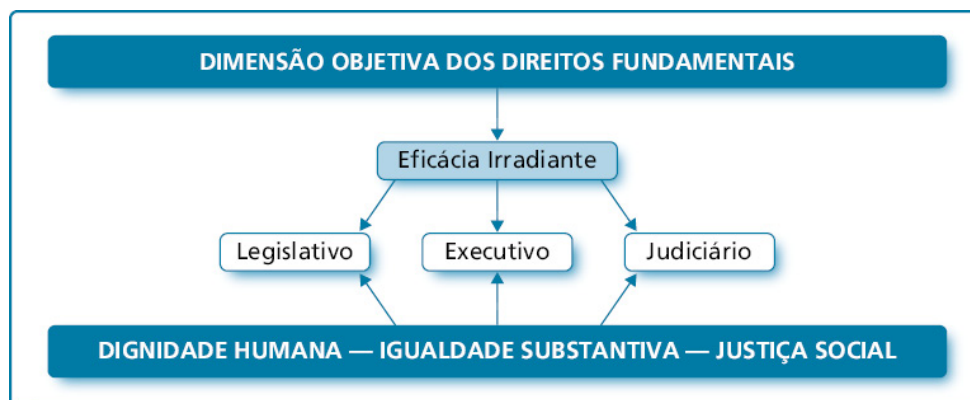 DIMENSÃO OBJETIVA DOS DIREITOS FUNDAMENTAIS
Eficácia Irradiante
Legislativo
Executivo
Judiciário
DIGNIDADE HUMANA — IGUALDADE SUBSTANTIVA — JUSTIÇA SOCIAL